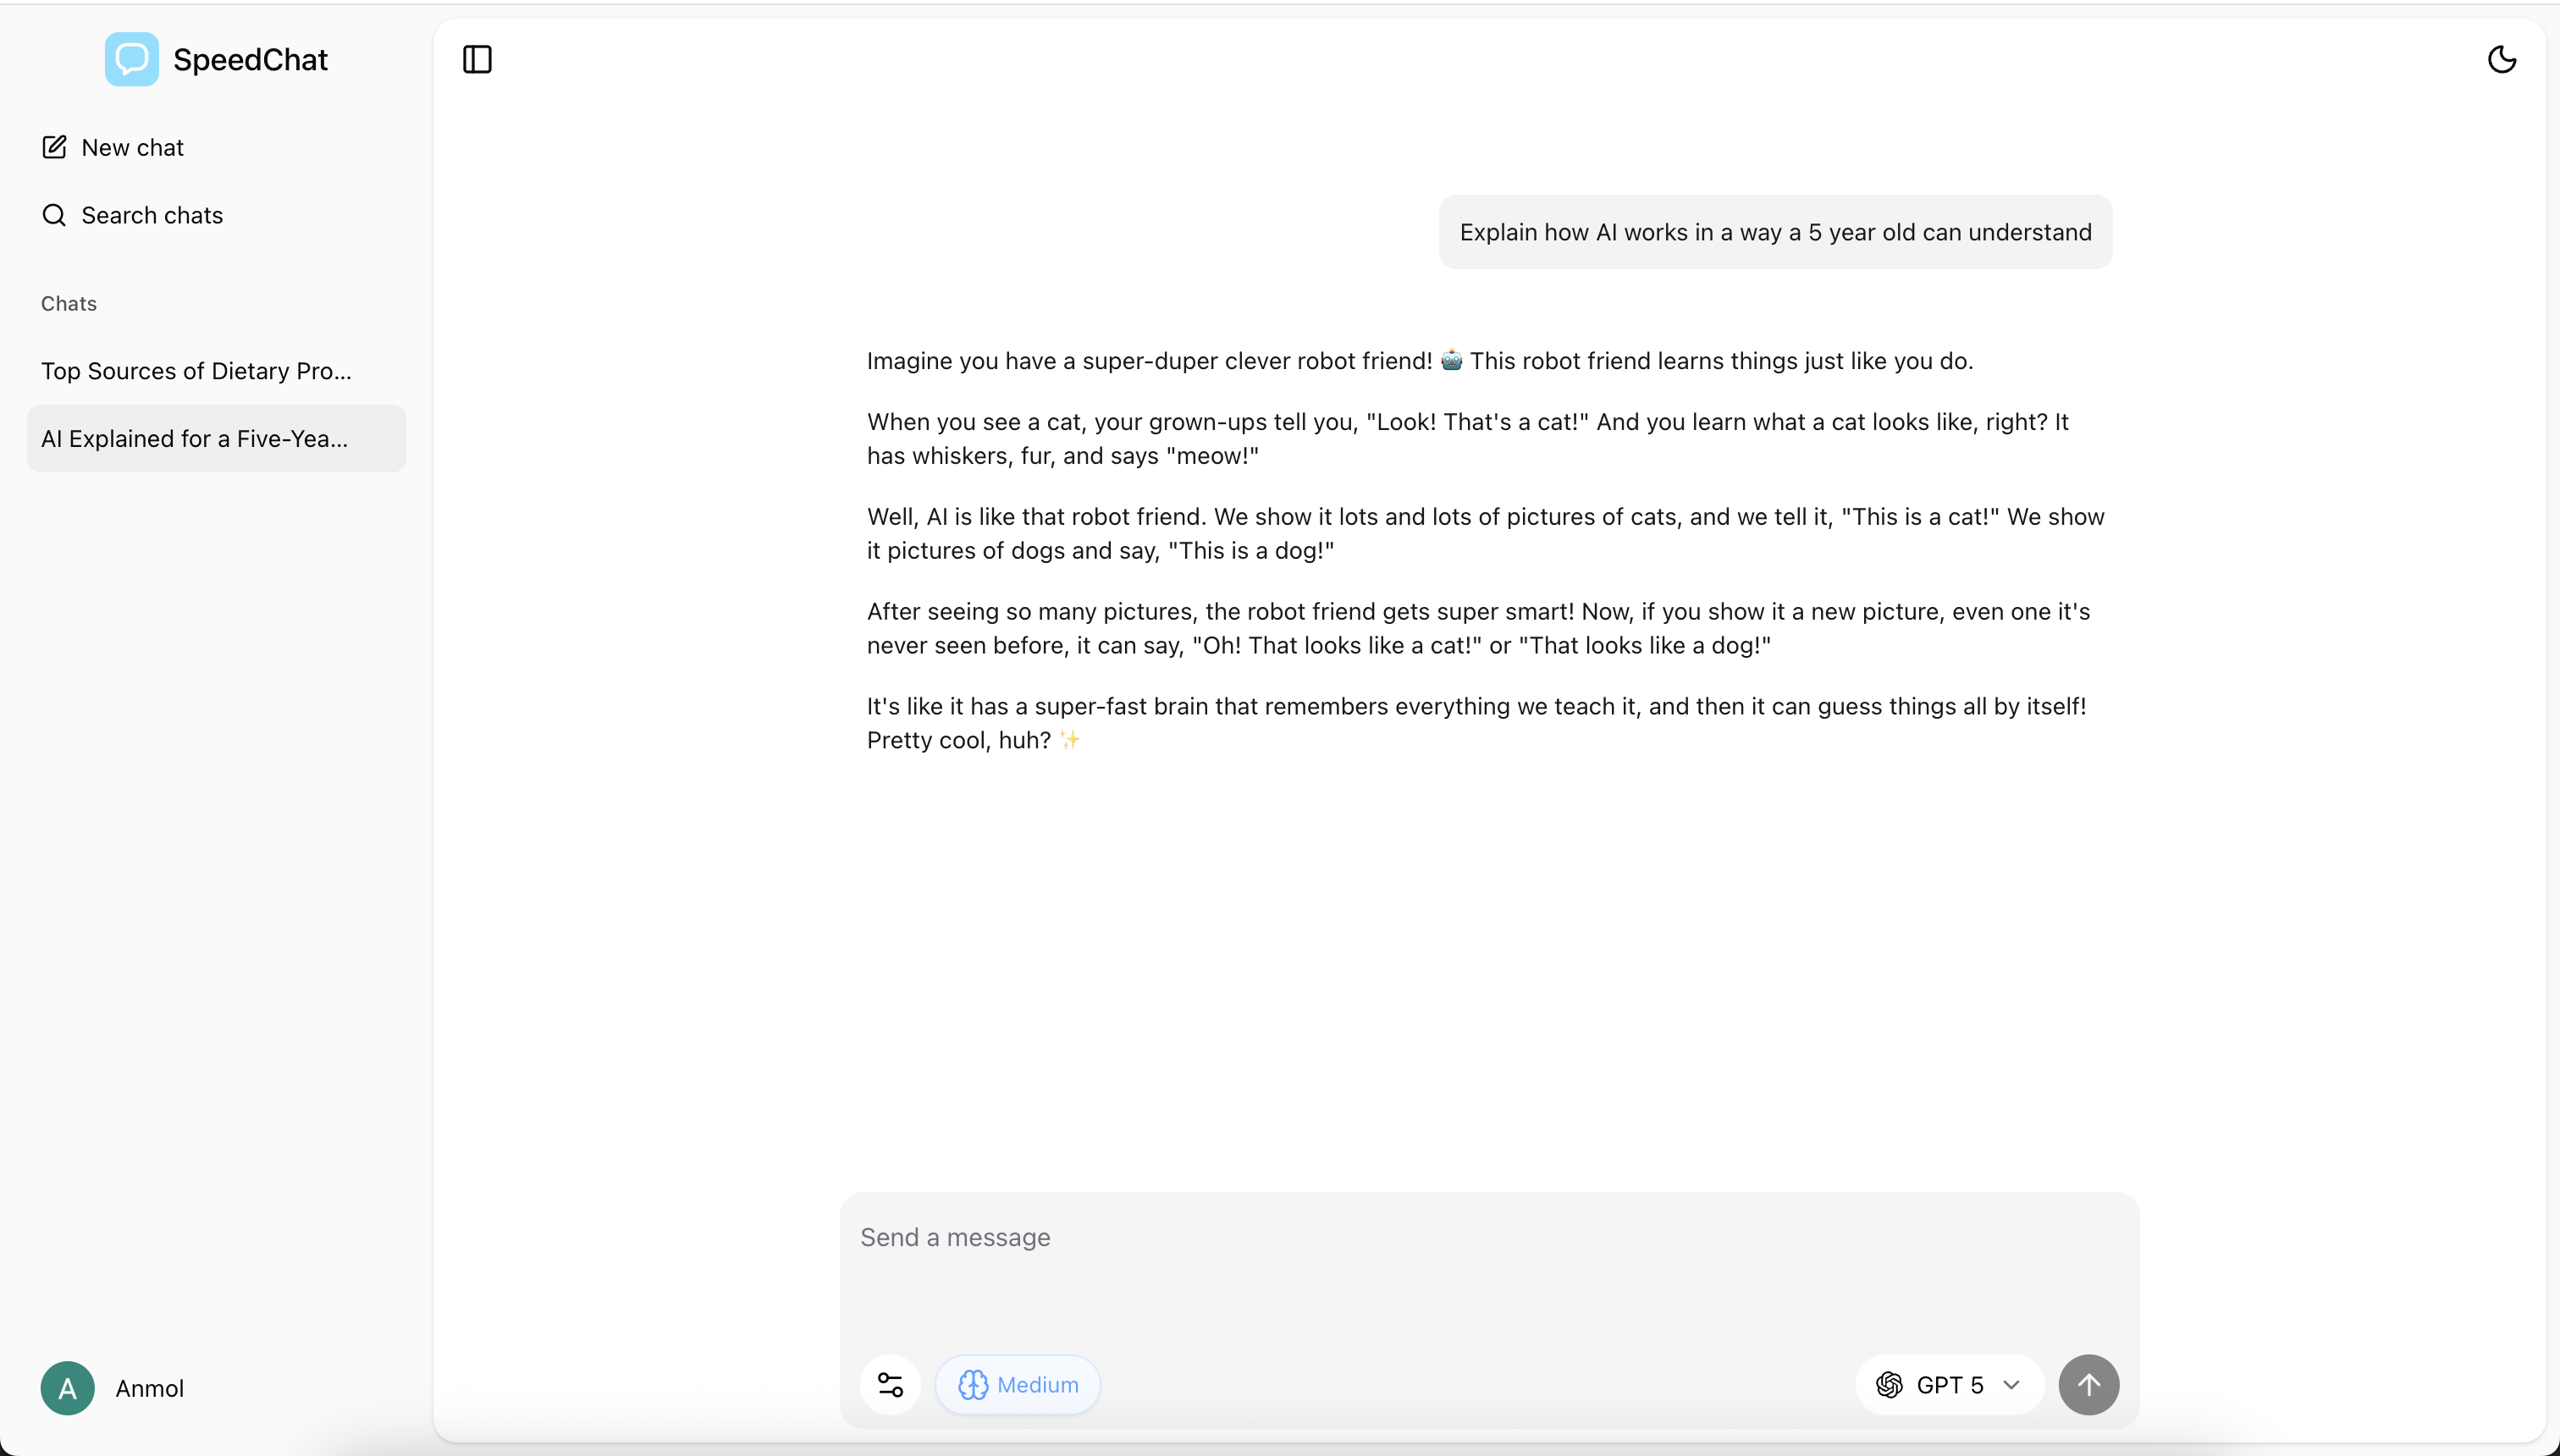 SpeedChat
New chat
Search chats
Chats
Top Sources of Dietary Pro...
AI Explained for a Five-Yea...
Explain how AI works in a way a 5 year old can understand
Imagine you have a super-duper clever robot friend! 🤖 This robot friend learns things just like you do.
When you see a cat, your grown-ups tell you, "Look! That's a cat!" And you learn what a cat looks like, right? It
has whiskers, fur, and says "meow!"
Well, AI is like that robot friend. We show it lots and lots of pictures of cats, and we tell it, "This is a cat!" We show
it pictures of dogs and say, "This is a dog!"
After seeing so many pictures, the robot friend gets super smart! Now, if you show it a new picture, even one it's
never seen before, it can say, "Oh! That looks like a cat!" or "That looks like a dog!"
It's like it has a super-fast brain that remembers everything we teach it, and then it can guess things all by itself!
Pretty cool, huh? ✨
Send a message
Medium
GPT 5
A
Anmol